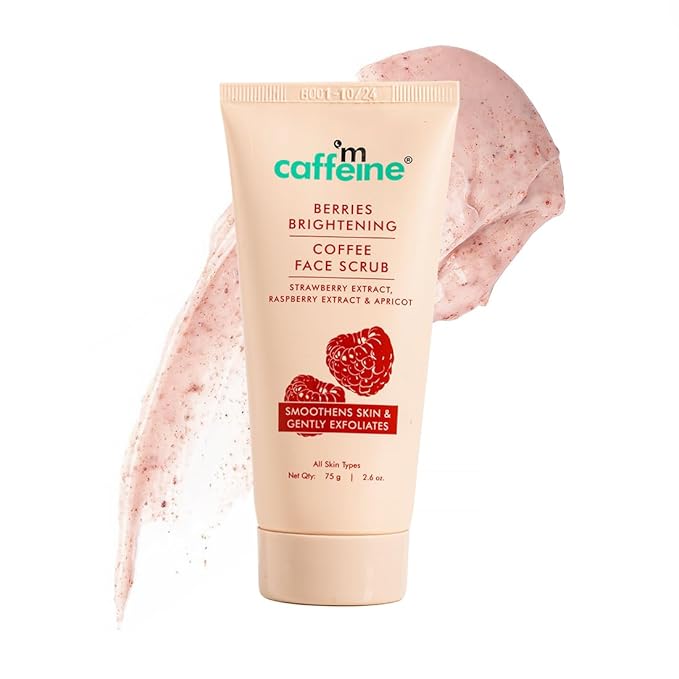 B001-10/24
'm
caffeine®
BERRIES
BRIGHTENING
COFFEE
FACE SCRUB
STRAWBERRY EXTRACT,
RASPBERRY EXTRACT & APRICOT
SMOOTHENS SKIN &
GENTLY EXFOLIATES
All Skin Types
Net Qty: 75 g | 2.6 oz.